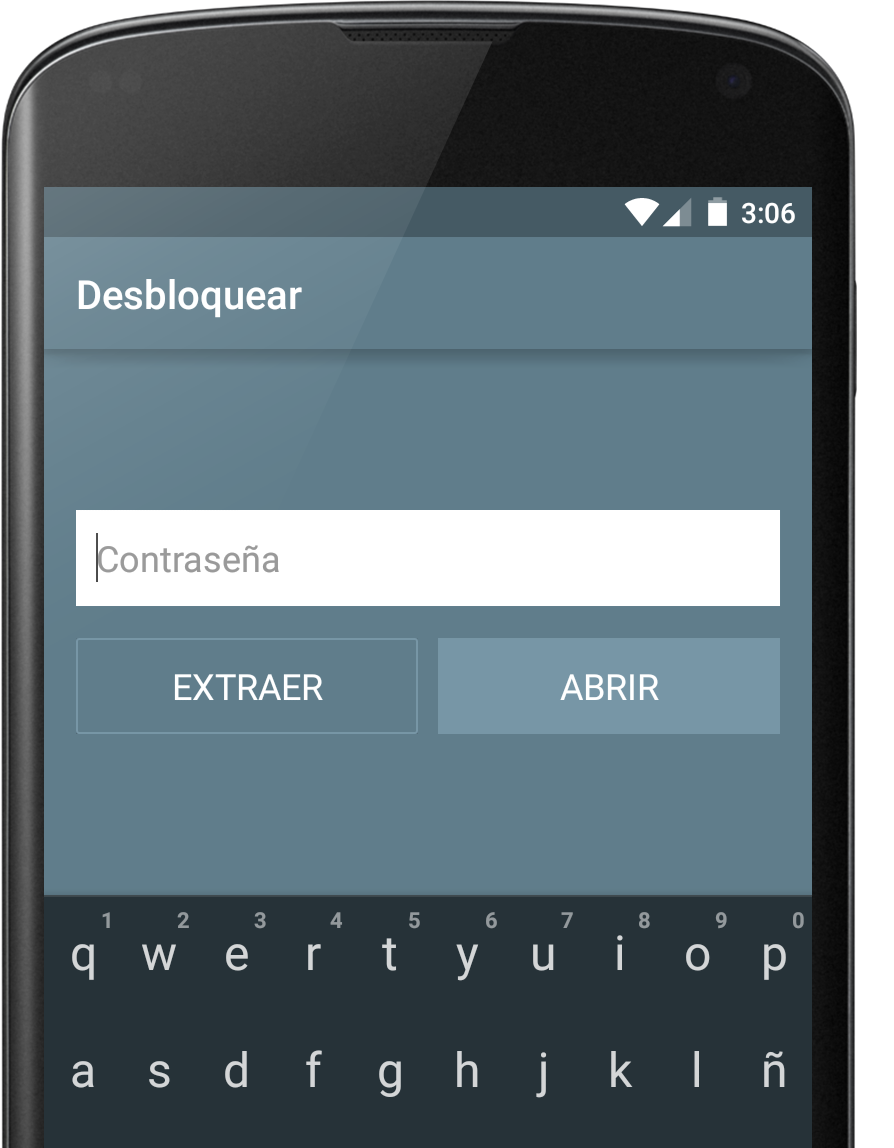 3:06
Desbloquear
Contraseña
EXTRAER ABRIR
1 2 3 4 5 6 7 8 9 0
q w e r t y u i o p
a s d f g h j k l ñ